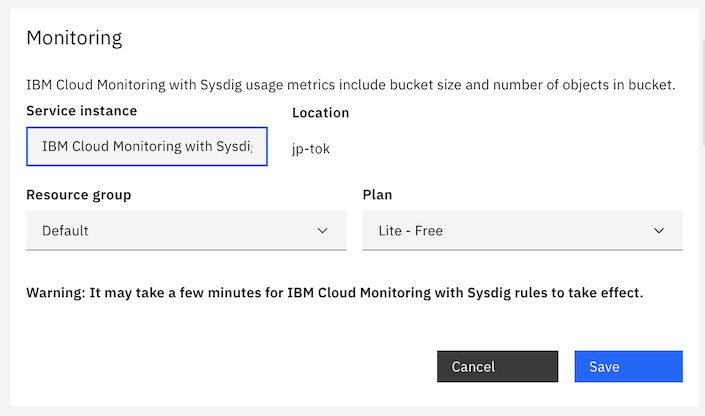 Monitoring
IBM Cloud Monitoring with Sysdig usage metrics include bucket size and number of objects in bucket.
Service instance
Location
IBM Cloud Monitoring with Sysdig
jp-tok
Resource group
Plan
Default
Lite - Free
Warning: It may take a few minutes for IBM Cloud Monitoring with Sysdig rules to take effect.
Cancel
Save